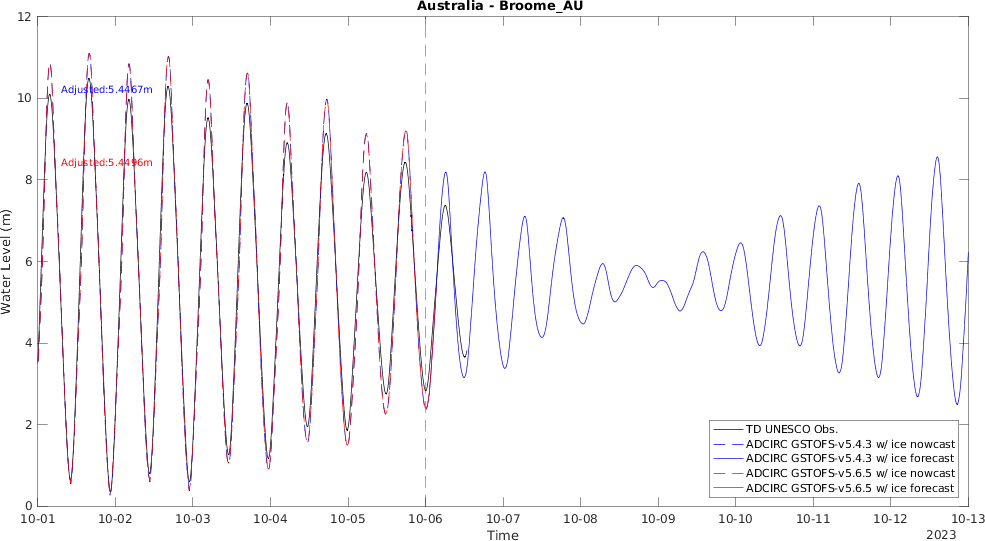 Australia - Broome_AU
12
10
8
6
4
2
0
Water Level (m)
Adjusted:5.4467m
Adjusted:5.4496m
TD UNESCO Obs.
ADCIRC GSTOFS-v5.4.3 w/ ice nowcast
ADCIRC GSTOFS-v5.4.3 w/ ice forecast
ADCIRC GSTOFS-v5.6.5 w/ ice nowcast
ADCIRC GSTOFS-v5.6.5 w/ ice forecast
10-01 10-02 10-03 10-04 10-05 10-06 10-07 10-08 10-09 10-10 10-11 10-12 10-13
Time
2023